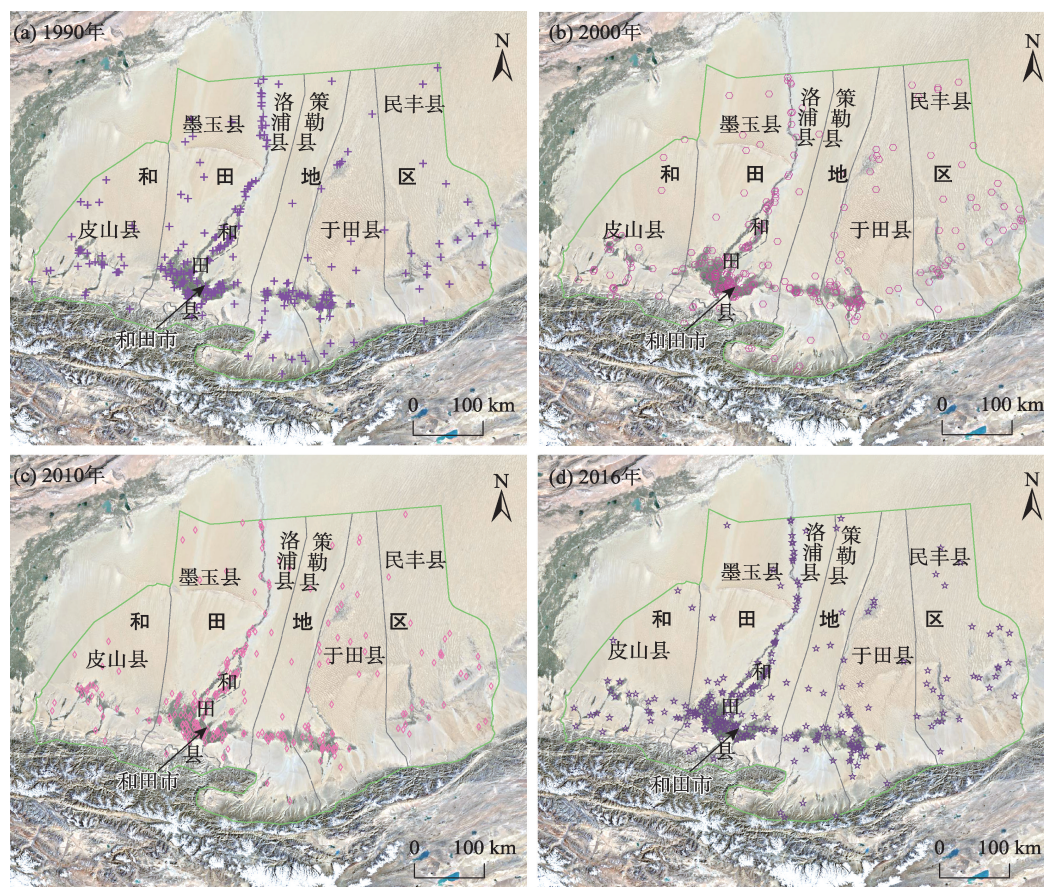 (a) 1990年
N
民丰县
墨玉县
洛浦县
策勒县
和田地区
皮山县
于田县
和田县
和田市
0 100 km
(b) 2000年
N
民丰县
墨玉县
洛浦县
策勒县
和田地区
皮山县
于田县
和田县
和田市
0 100 km
(c) 2010年
N
民丰县
墨玉县
洛浦县
策勒县
和田地区
皮山县
于田县
和田县
和田市
0 100 km
(d) 2016年
N
民丰县
墨玉县
洛浦县
策勒县
和田地区
皮山县
于田县
和田县
和田市
0 100 km